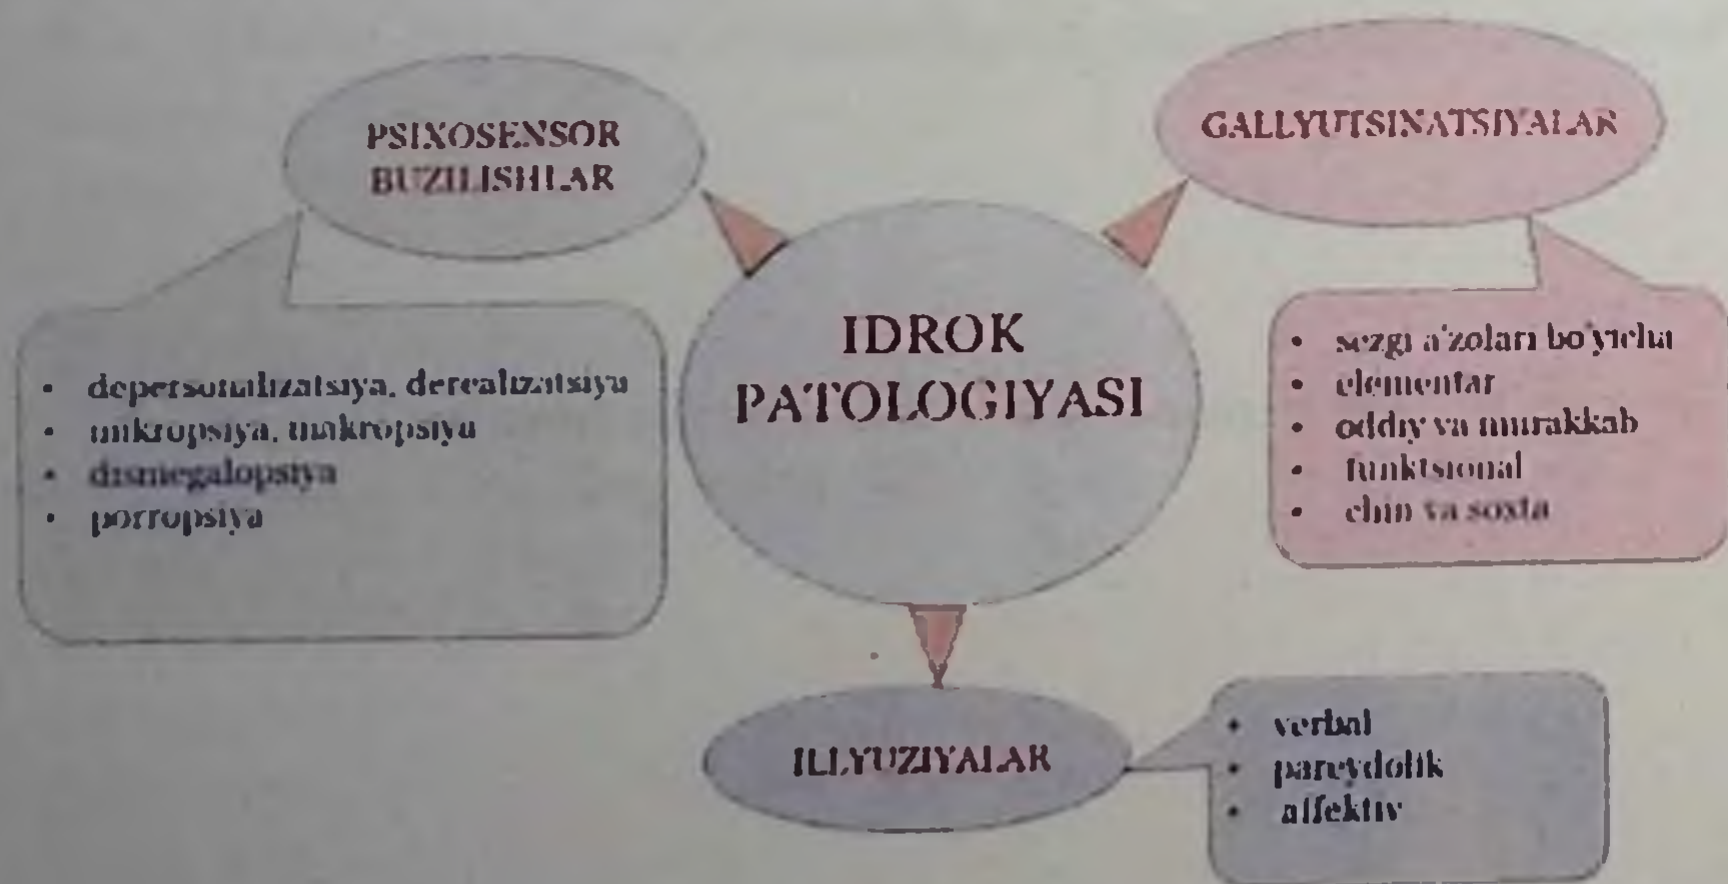 PSIXOSENSOR
BUZILISHLAR
GALLYUTSINATSIYALAR
IDROK
PATOLOGIYASI
• depersonalizatsiya, derealizatsiya
• mikropsiya, makropsiya
• dismegalopsiya
• porropsiya
• sezgi a'zolari bo'yicha
• elementar
• oddiy va murakkab
• funktsional
• chin va soxta
ILLYUZIYALAR
• verbal
• pareydolik
• affektiv